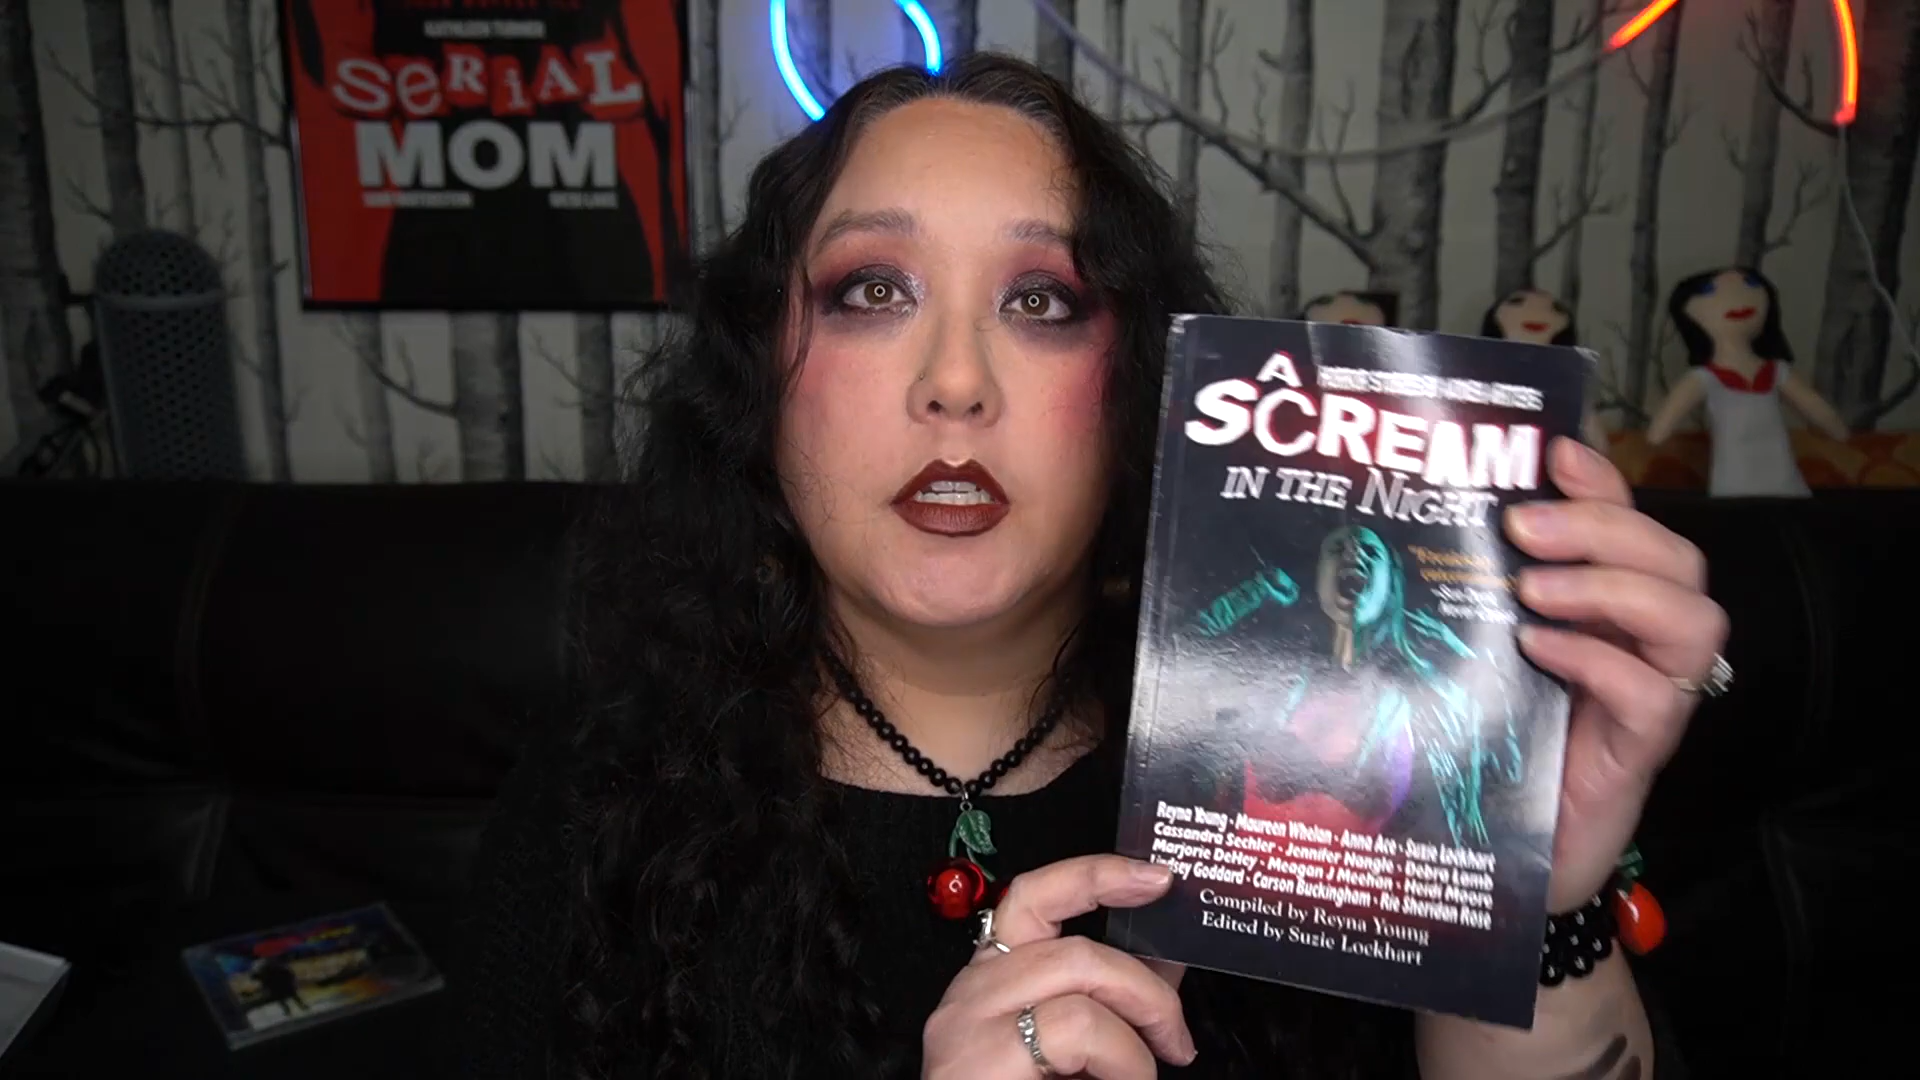 KATHLEEN TURNER
SERIAL
MOM
A
SCREAM
IN THE NIGHT
Reyna Young · Maureen Whelan · Anna Ace · Suzie Lockhart
Cassandra Sechler · Jennifer Nangle · Debra Lamb
Marjorie DeHey · Meagan J Meehan · Heidi Moore
Lindsey Goddard · Carson Buckingham · Rie Sheridan Rose
Compiled by Reyna Young
Edited by Suzie Lockhart